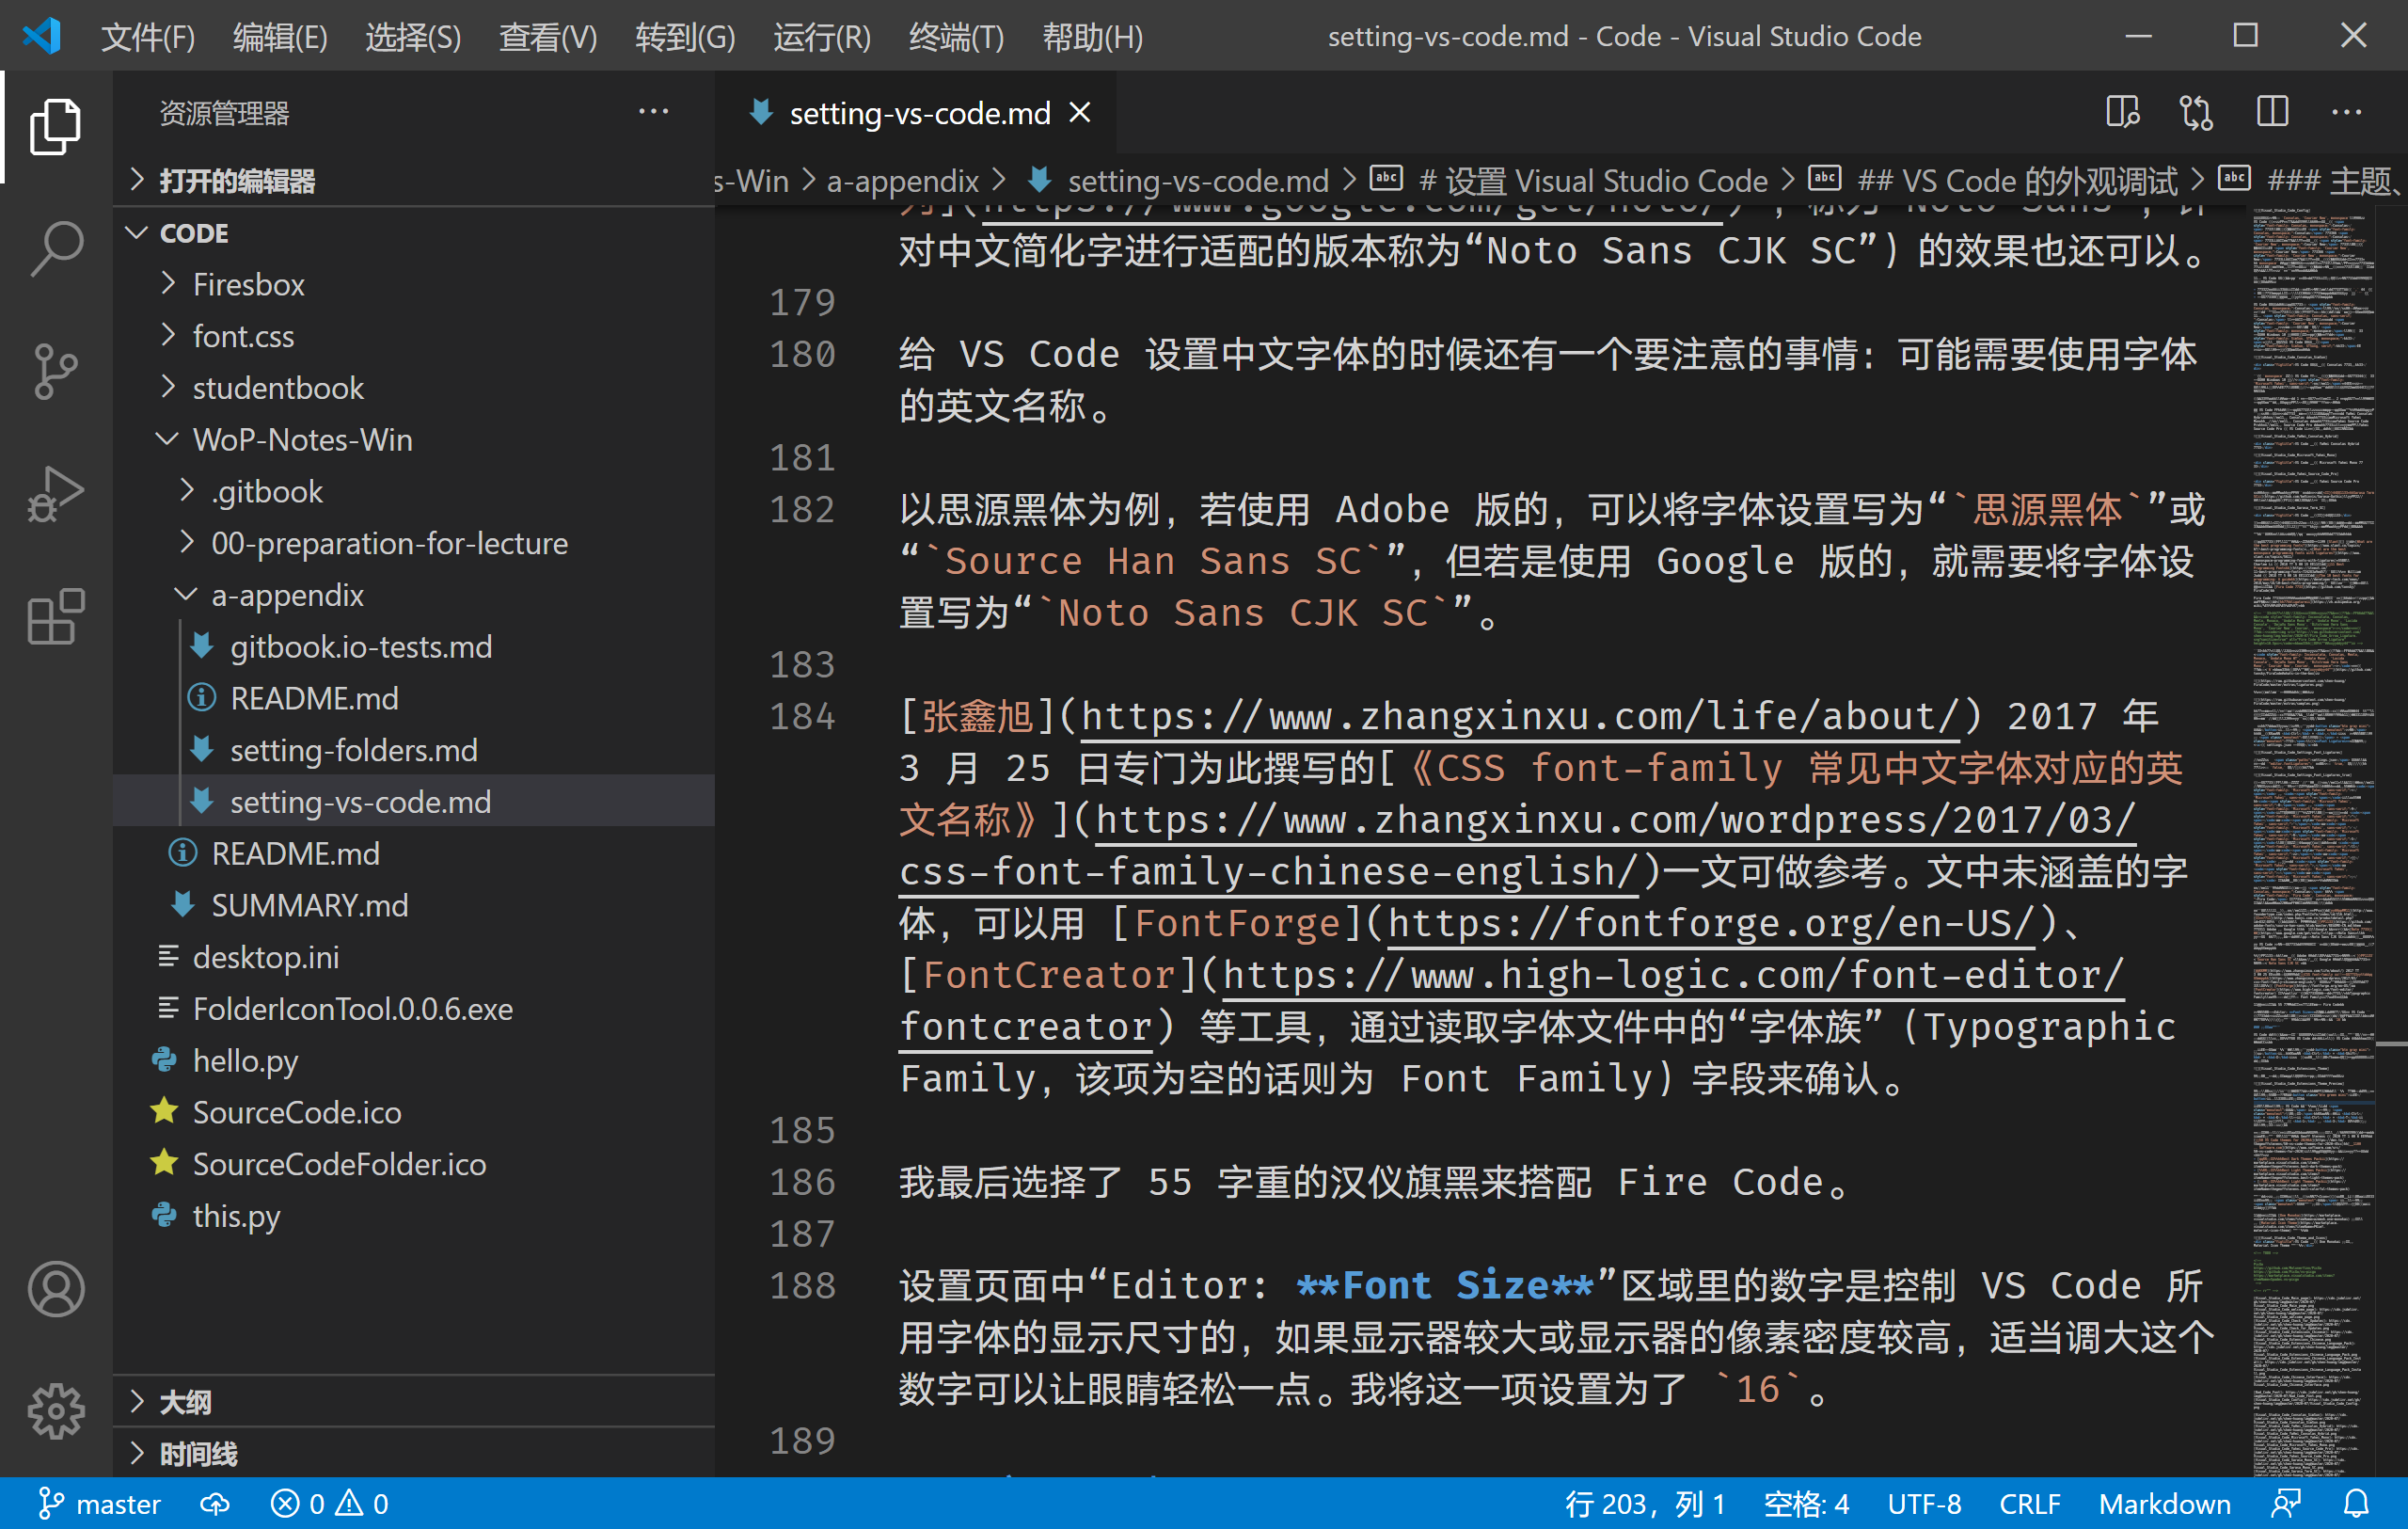 文件(F) 编辑(E) 选择(S) 查看(V) 转到(G) 运行(R) 终端(T) 帮助(H) setting-vs-code.md - Code - Visual Studio Code
资源管理器
打开的编辑器
CODE
Firesbox
font.css
studentbook
WoP-Notes-Win
.gitbook
00-preparation-for-lecture
a-appendix
gitbook.io-tests.md
README.md
setting-folders.md
setting-vs-code.md
README.md
SUMMARY.md
desktop.ini
FolderIconTool.0.0.6.exe
hello.py
SourceCode.ico
SourceCodeFolder.ico
this.py
大纲
时间线
setting-vs-code.md
s-Win > a-appendix > setting-vs-code.md > # 设置 Visual Studio Code > ## VS Code 的外观调试 > ### 主题、
对中文简化字进行适配的版本称为“Noto Sans CJK SC”）的效果也还可以。
179
180 给 VS Code 设置中文字体的时候还有一个要注意的事情：可能需要使用字体
的英文名称。
181
182 以思源黑体为例，若使用 Adobe 版的，可以将字体设置写为“`思源黑体`”或
“`Source Han Sans SC`”，但若是使用 Google 版的，就需要将字体设
置写为“`Noto Sans CJK SC`”。
183
184 [张鑫旭](https://www.zhangxinxu.com/life/about/) 2017 年
3 月 25 日专门为此撰写的[《CSS font-family 常见中文字体对应的英
文名称》](https://www.zhangxinxu.com/wordpress/2017/03/
css-font-family-chinese-english/)一文可做参考。文中未涵盖的字
体，可以用 [FontForge](https://fontforge.org/en-US/)、
[FontCreator](https://www.high-logic.com/font-editor/
fontcreator) 等工具，通过读取字体文件中的“字体族”（Typographic
Family，该项为空的话则为 Font Family）字段来确认。
185
186 我最后选择了 55 字重的汉仪旗黑来搭配 Fire Code。
187
188 设置页面中“Editor: **Font Size**”区域里的数字是控制 VS Code 所
用字体的显示尺寸的，如果显示器较大或显示器的像素密度较高，适当调大这个
数字可以让眼睛轻松一点。我将这一项设置为了 `16`。
189
master 0 0 行 203，列 1 空格: 4 UTF-8 CRLF Markdown